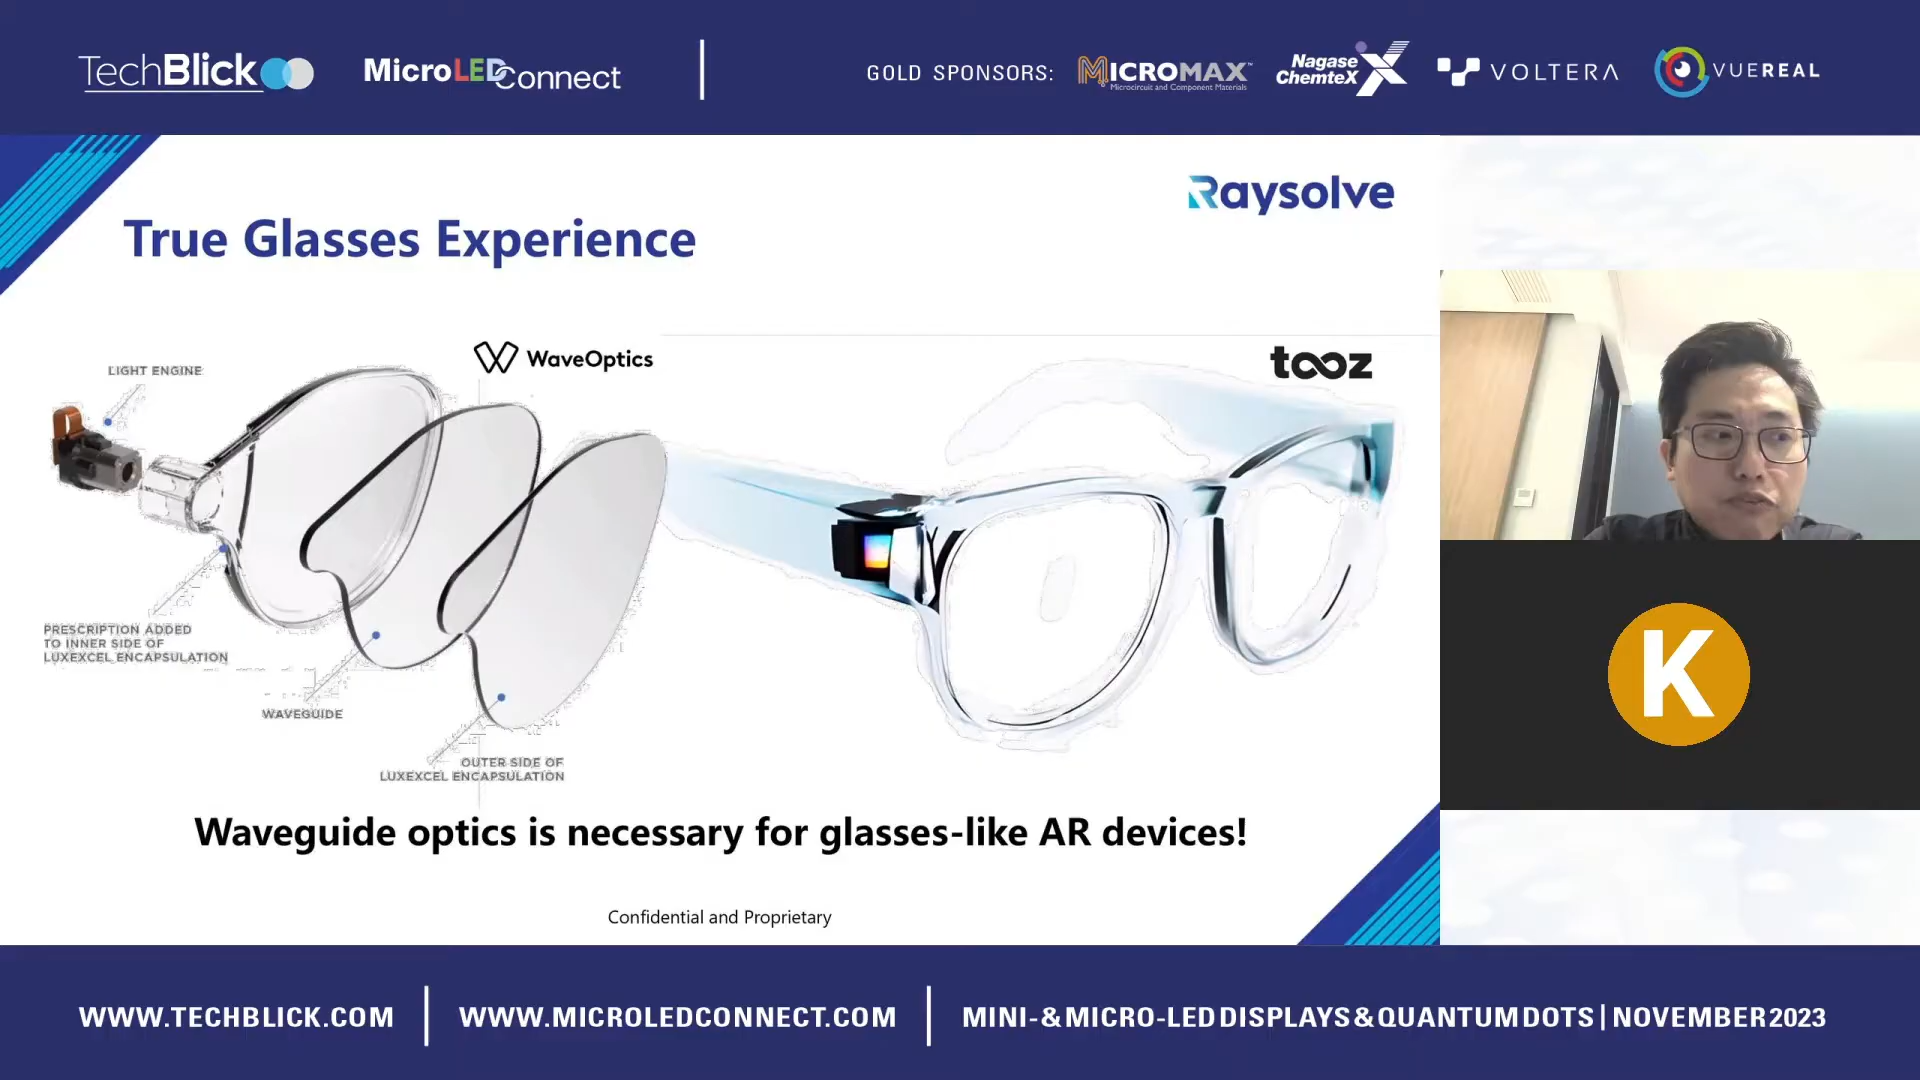 TechBlick
MicroLED Connect
GOLD SPONSORS:
MICROMAX™
Microcircuit and Component Materials
Nagase
ChemteX
VOLTERA
VUEREAL
Raysolve
True Glasses Experience
LIGHT ENGINE
WaveOptics
tooz
PRESCRIPTION ADDED
TO INNER SIDE OF
LUXEXCEL ENCAPSULATION
WAVEGUIDE
OUTER SIDE OF
LUXEXCEL ENCAPSULATION
K
Waveguide optics is necessary for glasses-like AR devices!
Confidential and Proprietary
WWW.TECHBLICK.COM
WWW.MICROLEDCONNECT.COM
MINI- & MICRO-LED DISPLAYS & QUANTUM DOTS | NOVEMBER 2023